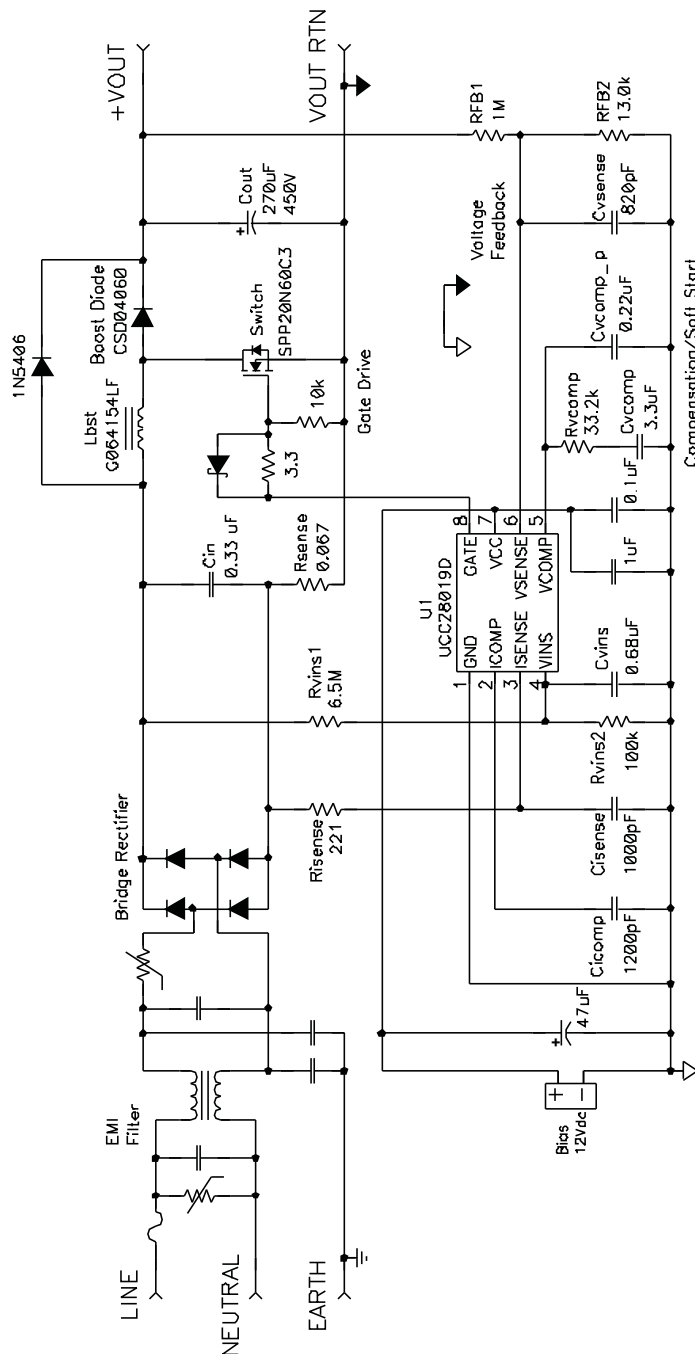 LINE
NEUTRAL
EARTH
EMI
Filter
Bridge Rectifier
Risense
221
Rvins1
6.5M
Cin
0.33 uF
Rsense
0.067
Lbst
G064154LF
1N5406
Boost Diode
CSD04060
3.3
10k
Switch
SPP20N60C3
Gate Drive
Cout
270uF
450V
+VOUT
VOUT RTN
Bias
12Vdc
47uF
Cicomp
1200pF
Cisense
1000pF
Rvins2
100k
Cvins
0.68uF
U1
UCC28019D
1
GND
2
ICOMP
3
ISENSE
4
VINS
8
GATE
7
VCC
6
VSENSE
5
VCOMP
1uF
0.1uF
Rvcomp
33.2k
Cvcomp
3.3uF
Cvcomp_p
0.22uF
Voltage
Feedback
Cvsense
820pF
RFB1
1M
RFB2
13.0k
Compensation/Soft Start